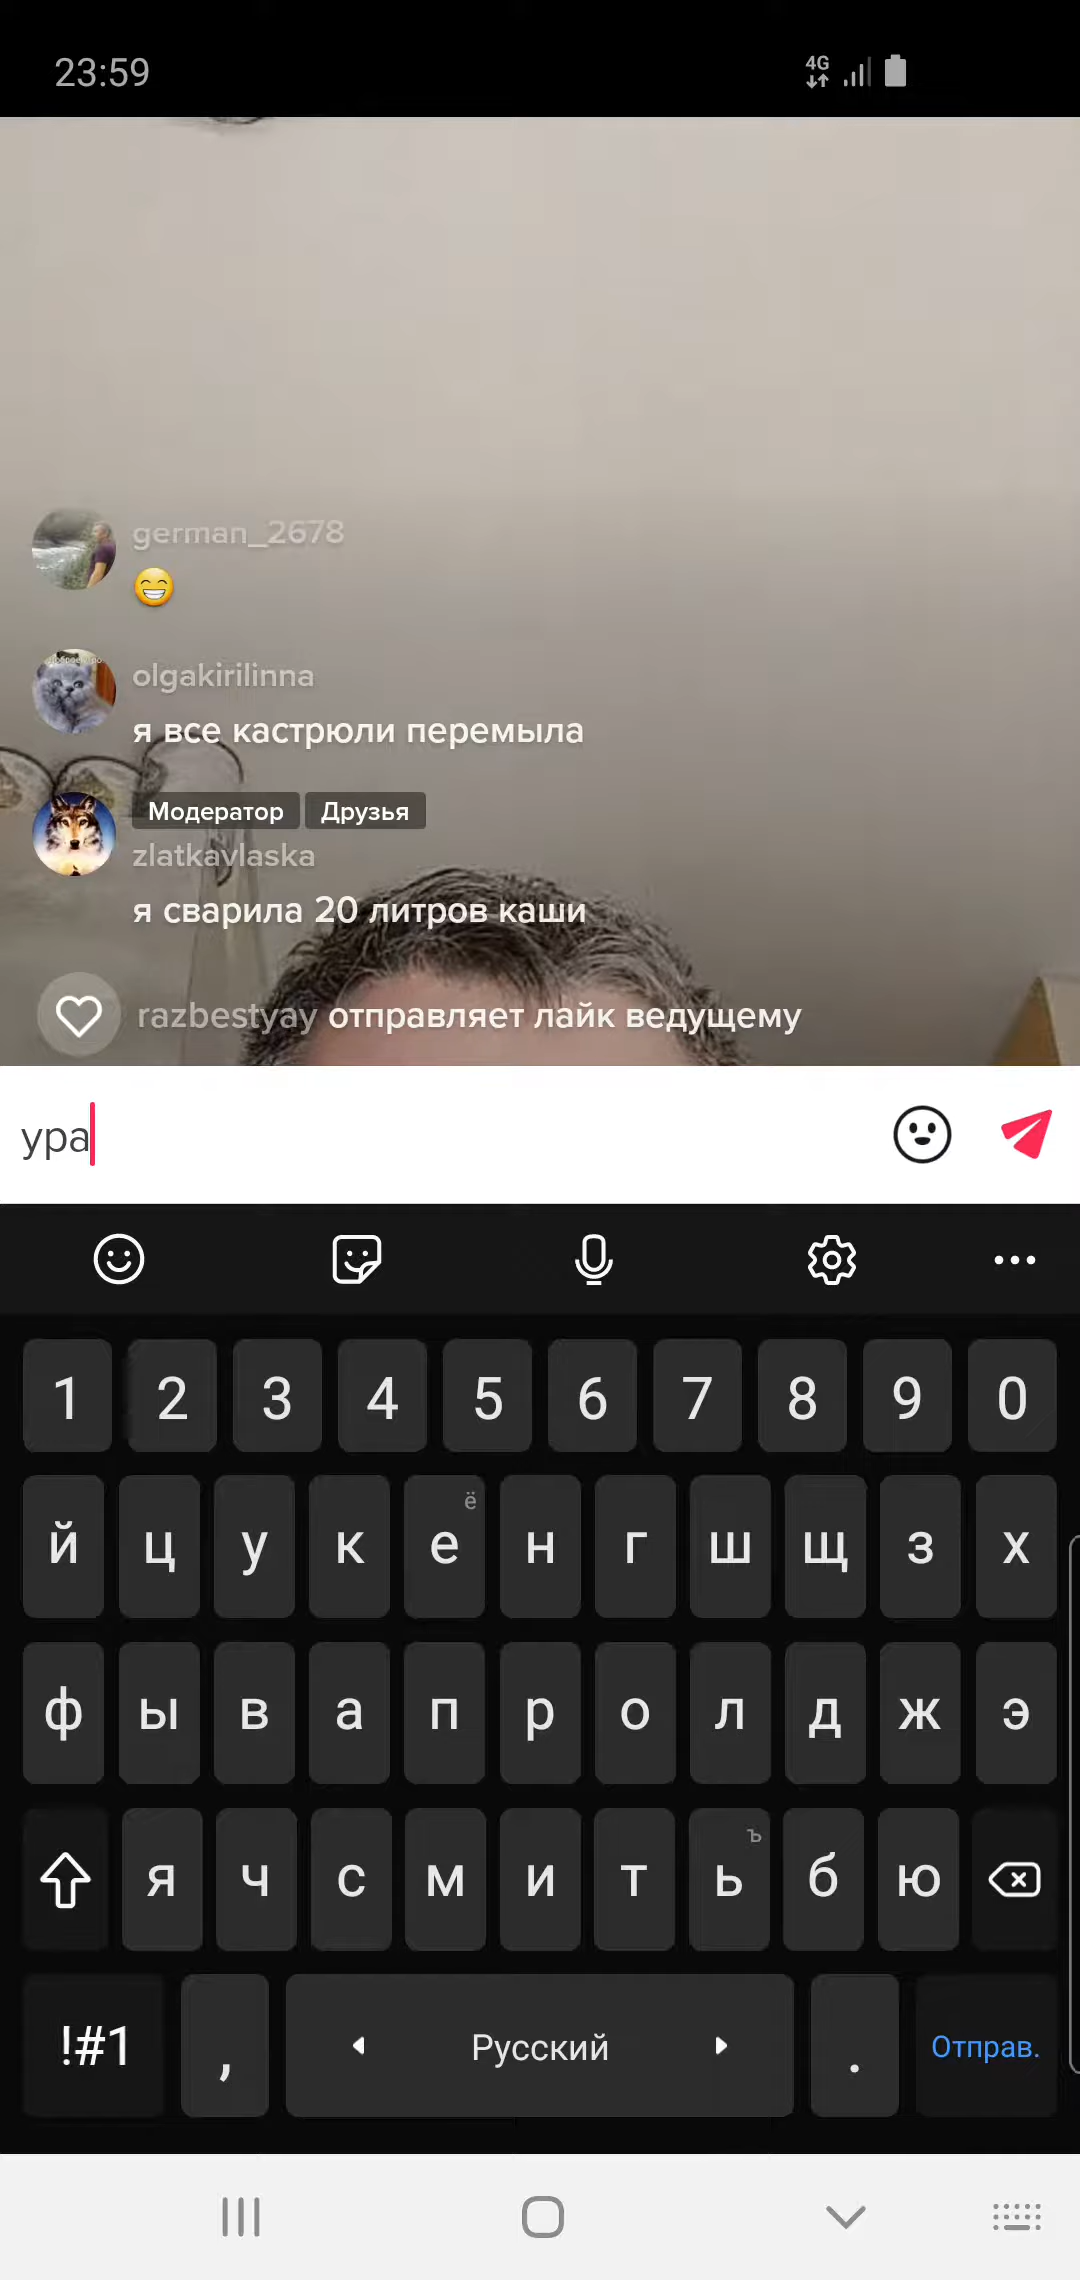 23:59
4G
german_2678
😁
olgakirilinna
я все кастрюли перемыла
Модератор Друзья
zlatkavlaska
я сварила 20 литров каши
razbestyay отправляет лайк ведущему
ура
1 2 3 4 5 6 7 8 9 0
й ц у к е ё н г ш щ з х
ф ы в а п р о л д ж э
я ч с м и т ь ъ б ю
!#1 , Русский . Отправ.